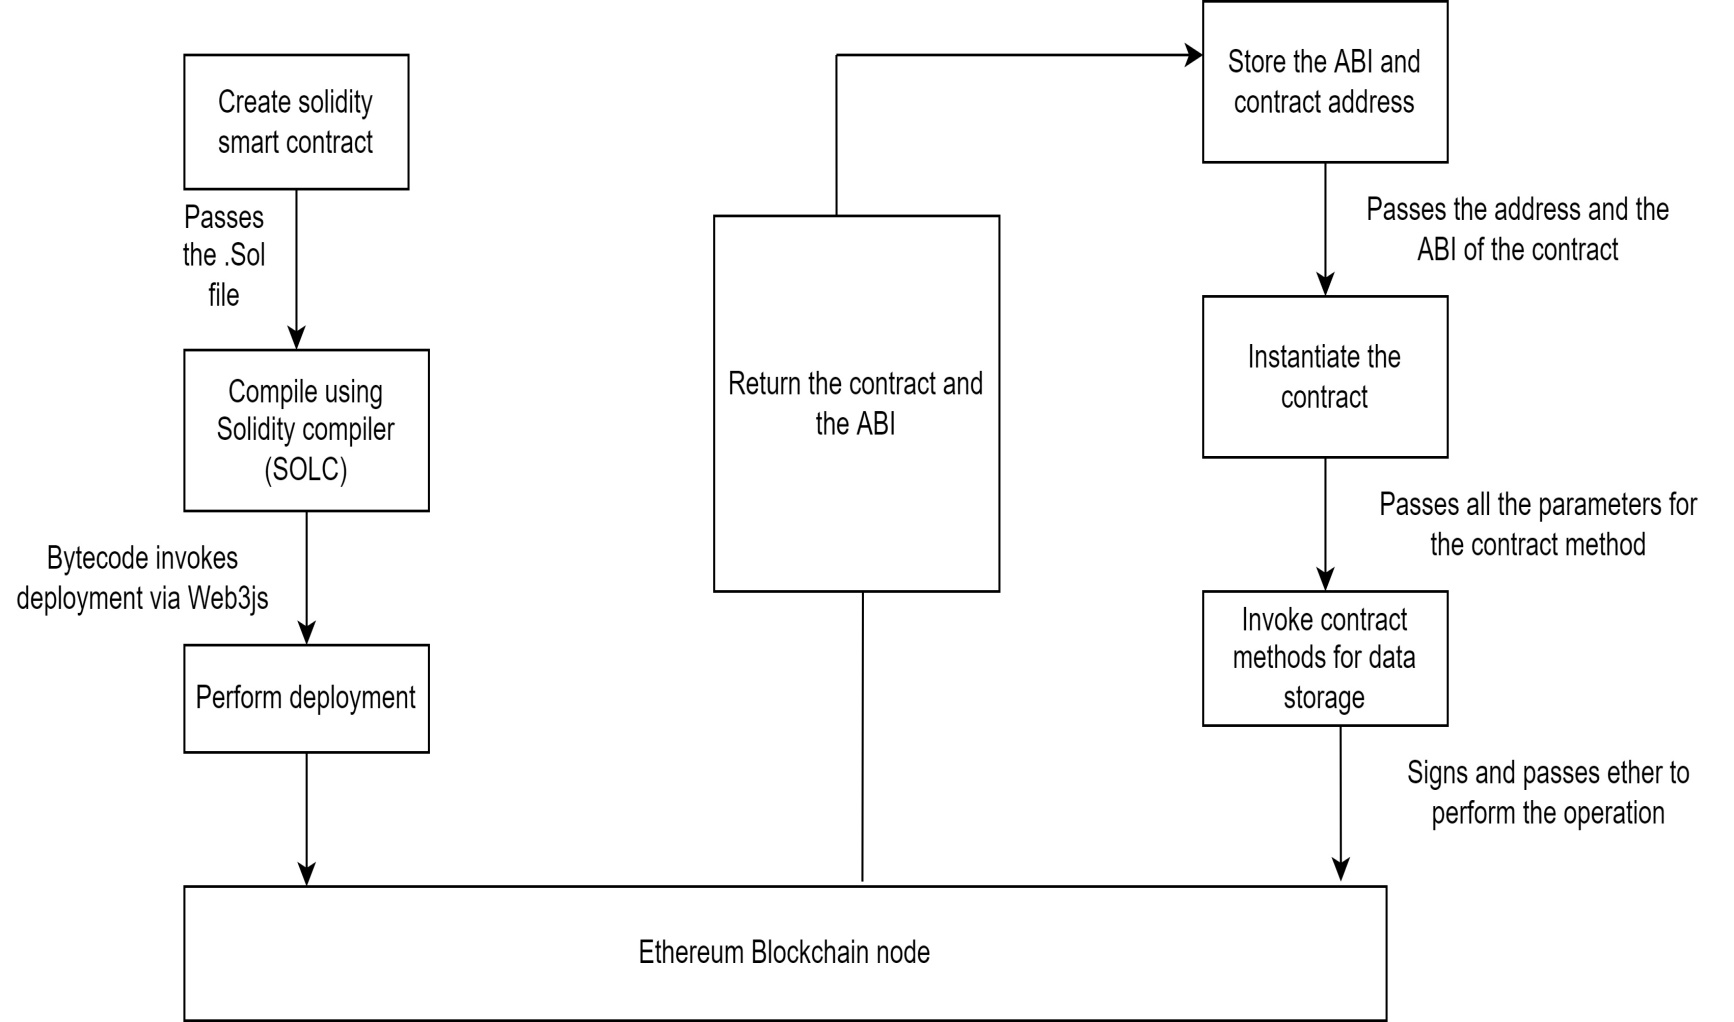 Create solidity
smart contract
Passes
the .Sol
file
Compile using
Solidity compiler
(SOLC)
Bytecode invokes
deployment via Web3js
Perform deployment
Return the contract and
the ABI
Store the ABI and
contract address
Passes the address and the
ABI of the contract
Instantiate the
contract
Passes all the parameters for
the contract method
Invoke contract
methods for data
storage
Signs and passes ether to
perform the operation
Ethereum Blockchain node